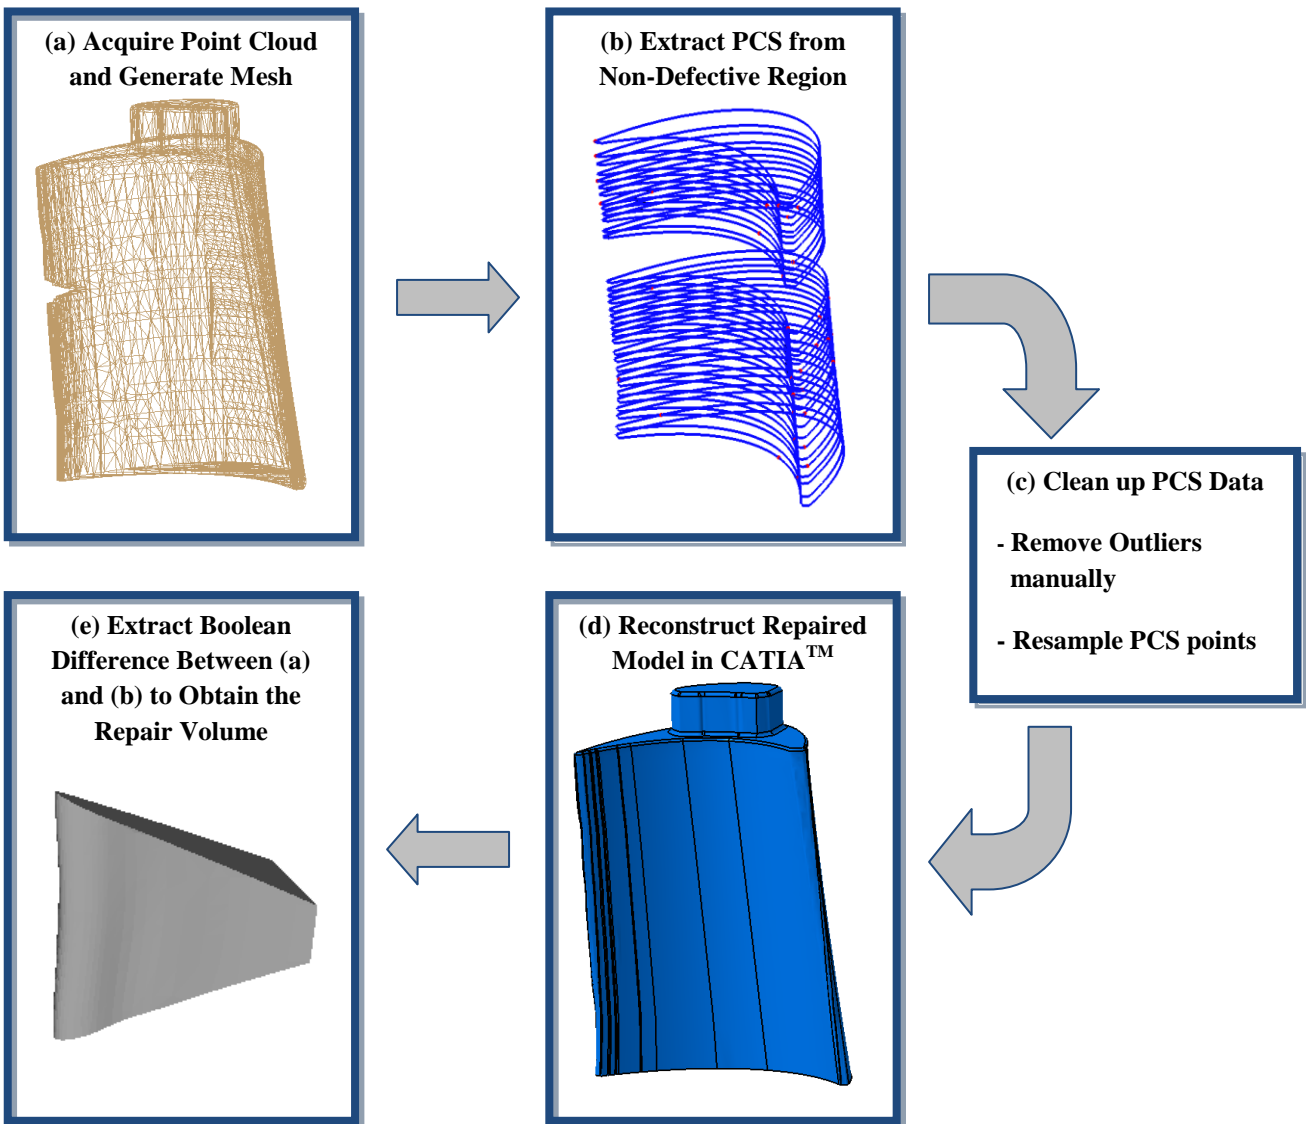 (a) Acquire Point Cloud
and Generate Mesh
(b) Extract PCS from
Non-Defective Region
(c) Clean up PCS Data
- Remove Outliers
manually
- Resample PCS points
(d) Reconstruct Repaired
Model in CATIA™
(e) Extract Boolean
Difference Between (a)
and (b) to Obtain the
Repair Volume